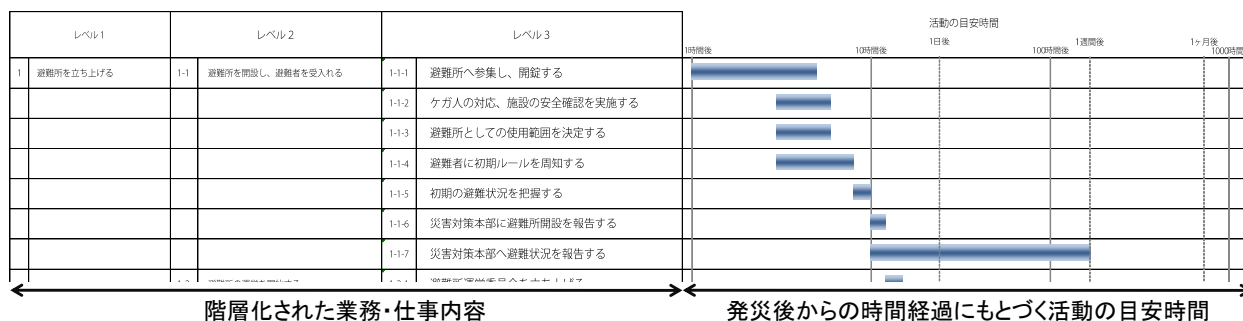 レベル1 レベル2 レベル3
活動の目安時間
1時間後 10時間後 1日後 100時間後 1週間後 1ヶ月後 1000時間
1 避難所を立ち上げる 1-1 避難所を開設し、避難者を受入れる 1-1-1 避難所へ参集し、開錠する
1-1-2 ケガ人の対応、施設の安全確認を実施する
1-1-3 避難所としての使用範囲を決定する
1-1-4 避難者に初期ルールを周知する
1-1-5 初期の避難状況を把握する
1-1-6 災害対策本部に避難所開設を報告する
1-1-7 災害対策本部へ避難状況を報告する
階層化された業務・仕事内容 発災後からの時間経過にもとづく活動の目安時間